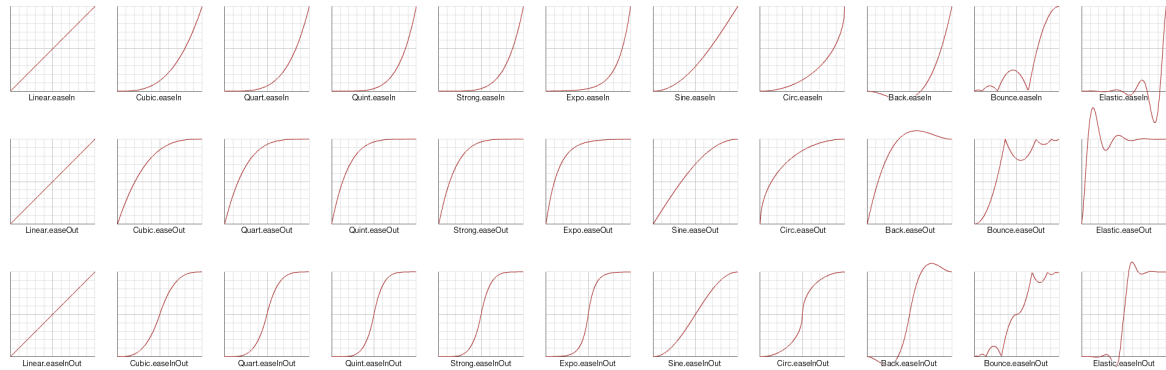 Linear.easeIn Cubic.easeIn Quart.easeIn Quint.easeIn Strong.easeIn Expo.easeIn Sine.easeIn Circ.easeIn Back.easeIn Bounce.easeIn Elastic.easeIn
Linear.easeOut Cubic.easeOut Quart.easeOut Quint.easeOut Strong.easeOut Expo.easeOut Sine.easeOut Circ.easeOut Back.easeOut Bounce.easeOut Elastic.easeOut
Linear.easeInOut Cubic.easeInOut Quart.easeInOut Quint.easeInOut Strong.easeInOut Expo.easeInOut Sine.easeInOut Circ.easeInOut Back.easeInOut Bounce.easeInOut Elastic.easeInOut